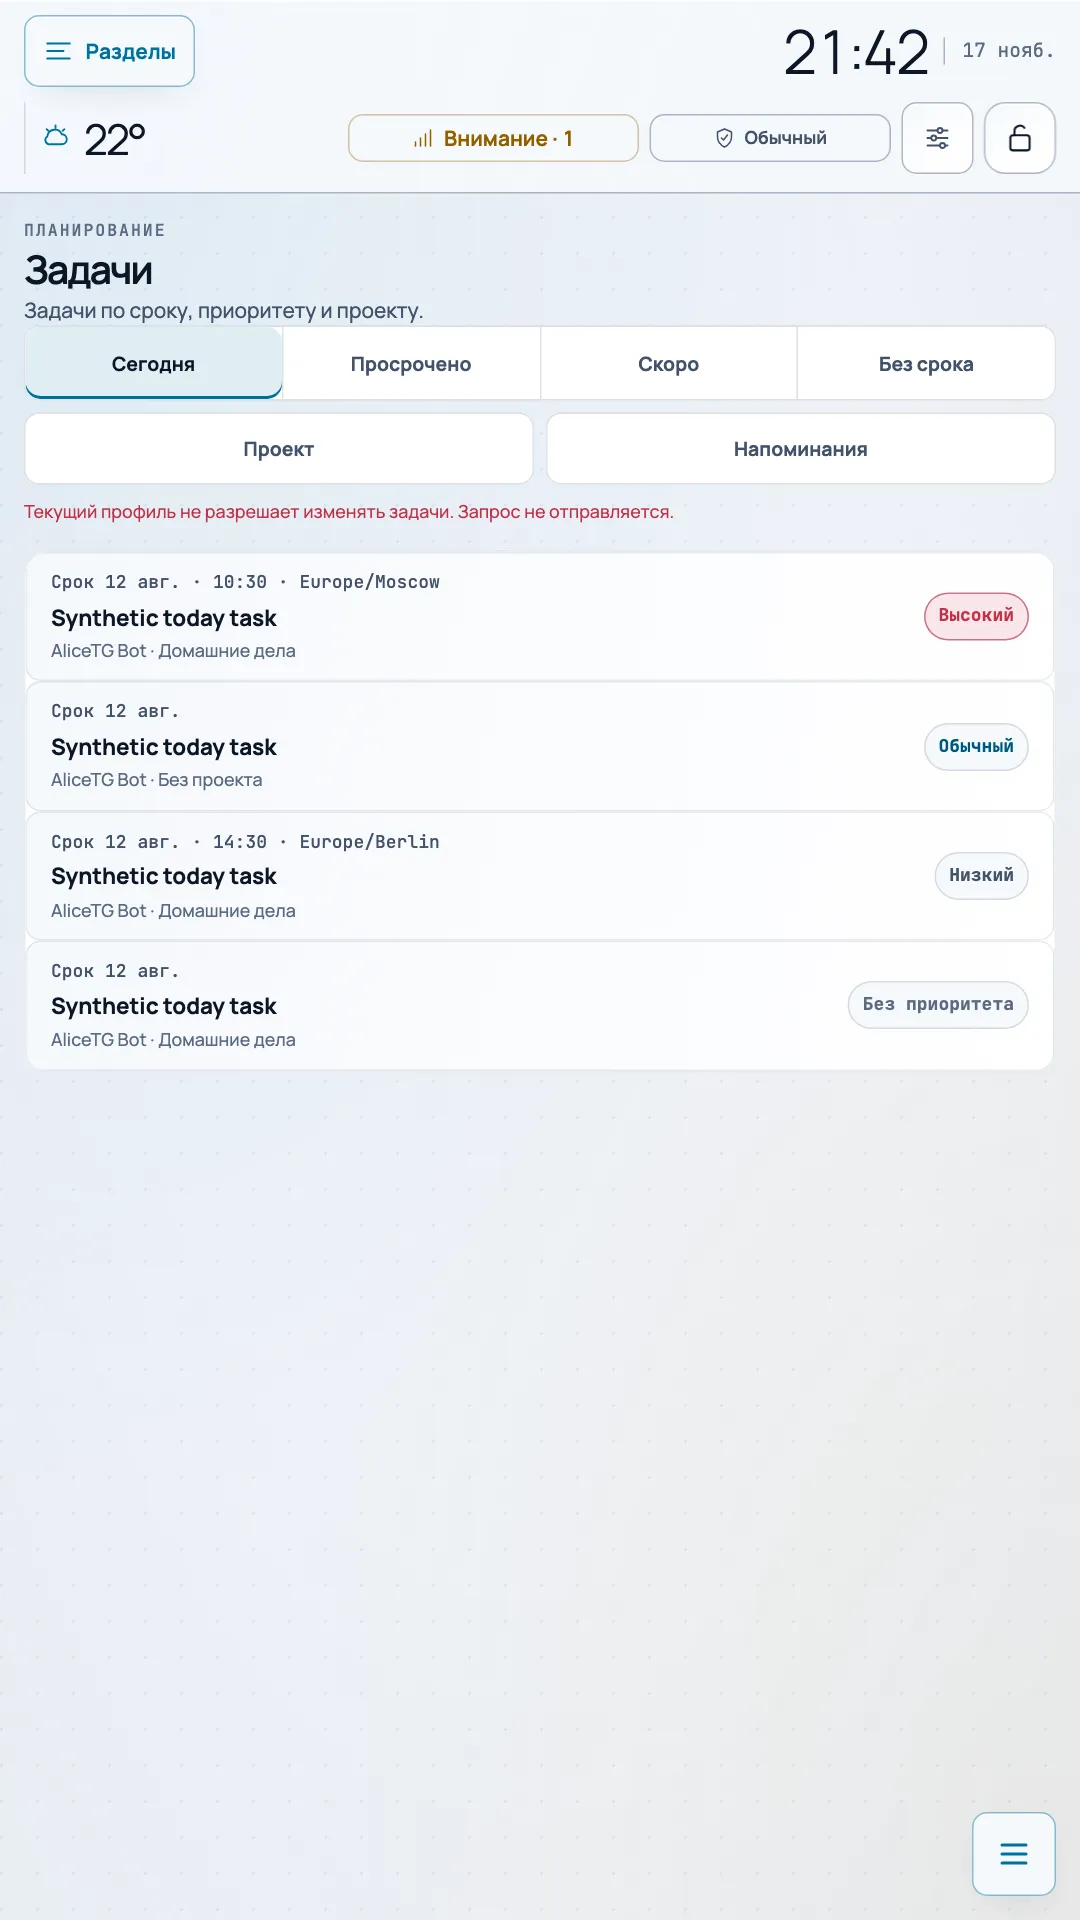 Разделы
21:42
17 нояб.
22°
Внимание · 1
Обычный
ПЛАНИРОВАНИЕ
Задачи
Задачи по сроку, приоритету и проекту.
Сегодня
Просрочено
Скоро
Без срока
Проект
Напоминания
Текущий профиль не разрешает изменять задачи. Запрос не отправляется.
Срок 12 авг. · 10:30 · Europe/Moscow
Synthetic today task
AliceTG Bot · Домашние дела
Высокий
Срок 12 авг.
Synthetic today task
AliceTG Bot · Без проекта
Обычный
Срок 12 авг. · 14:30 · Europe/Berlin
Synthetic today task
AliceTG Bot · Домашние дела
Низкий
Срок 12 авг.
Synthetic today task
AliceTG Bot · Домашние дела
Без приоритета